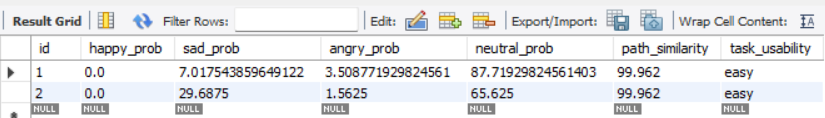 Result Grid Filter Rows: Edit: Export/Import: Wrap Cell Content: IA
id happy_prob sad_prob angry_prob neutral_prob path_similarity task_usability
1 0.0 7.017543859649122 3.508771929824561 87.71929824561403 99.962 easy
2 0.0 29.6875 1.5625 65.625 99.962 easy
NULL NULL NULL NULL NULL NULL NULL